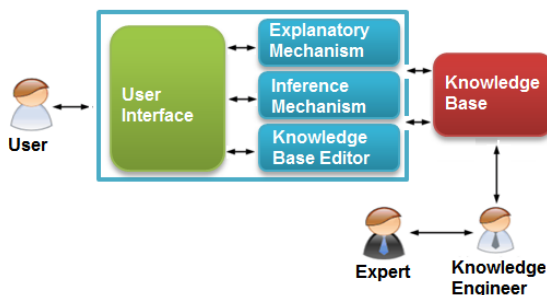 Explanatory
Mechanism
User
Interface
Inference
Mechanism
Knowledge
Base
User
Knowledge
Base Editor
Expert
Knowledge
Engineer